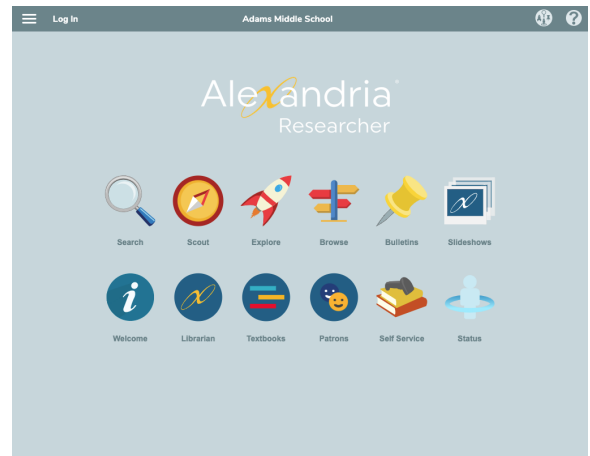 Log In
Adams Middle School
Alexandria
Researcher
Search
Scout
Explore
Browse
Bulletins
Slideshows
Welcome
Librarian
Textbooks
Patrons
Self Service
Status